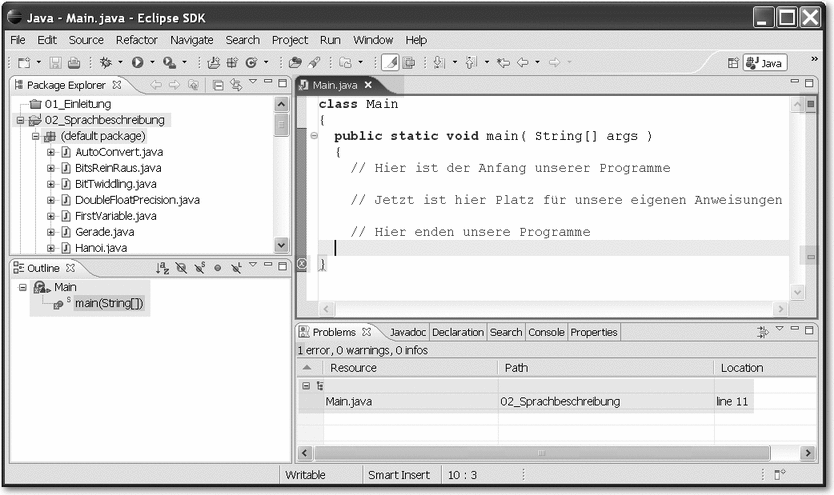 Java - Main.java - Eclipse SDK
File Edit Source Refactor Navigate Search Project Run Window Help
Java
Package Explorer
01_Einleitung
02_Sprachbeschreibung
(default package)
AutoConvert.java
BitsReinRaus.java
BitTwiddling.java
DoubleFloatPrecision.java
FirstVariable.java
Gerade.java
Hanoi.java
Outline
Main
main(String[])
Main.java
class Main
{
public static void main( String[] args )
{
// Hier ist der Anfang unserer Programme
// Jetzt ist hier Platz für unsere eigenen Anweisungen
// Hier enden unsere Programme
}
Problems Javadoc Declaration Search Console Properties
1 error, 0 warnings, 0 infos
Resource Path Location
Main.java 02_Sprachbeschreibung line 11
Writable Smart Insert 10 : 3